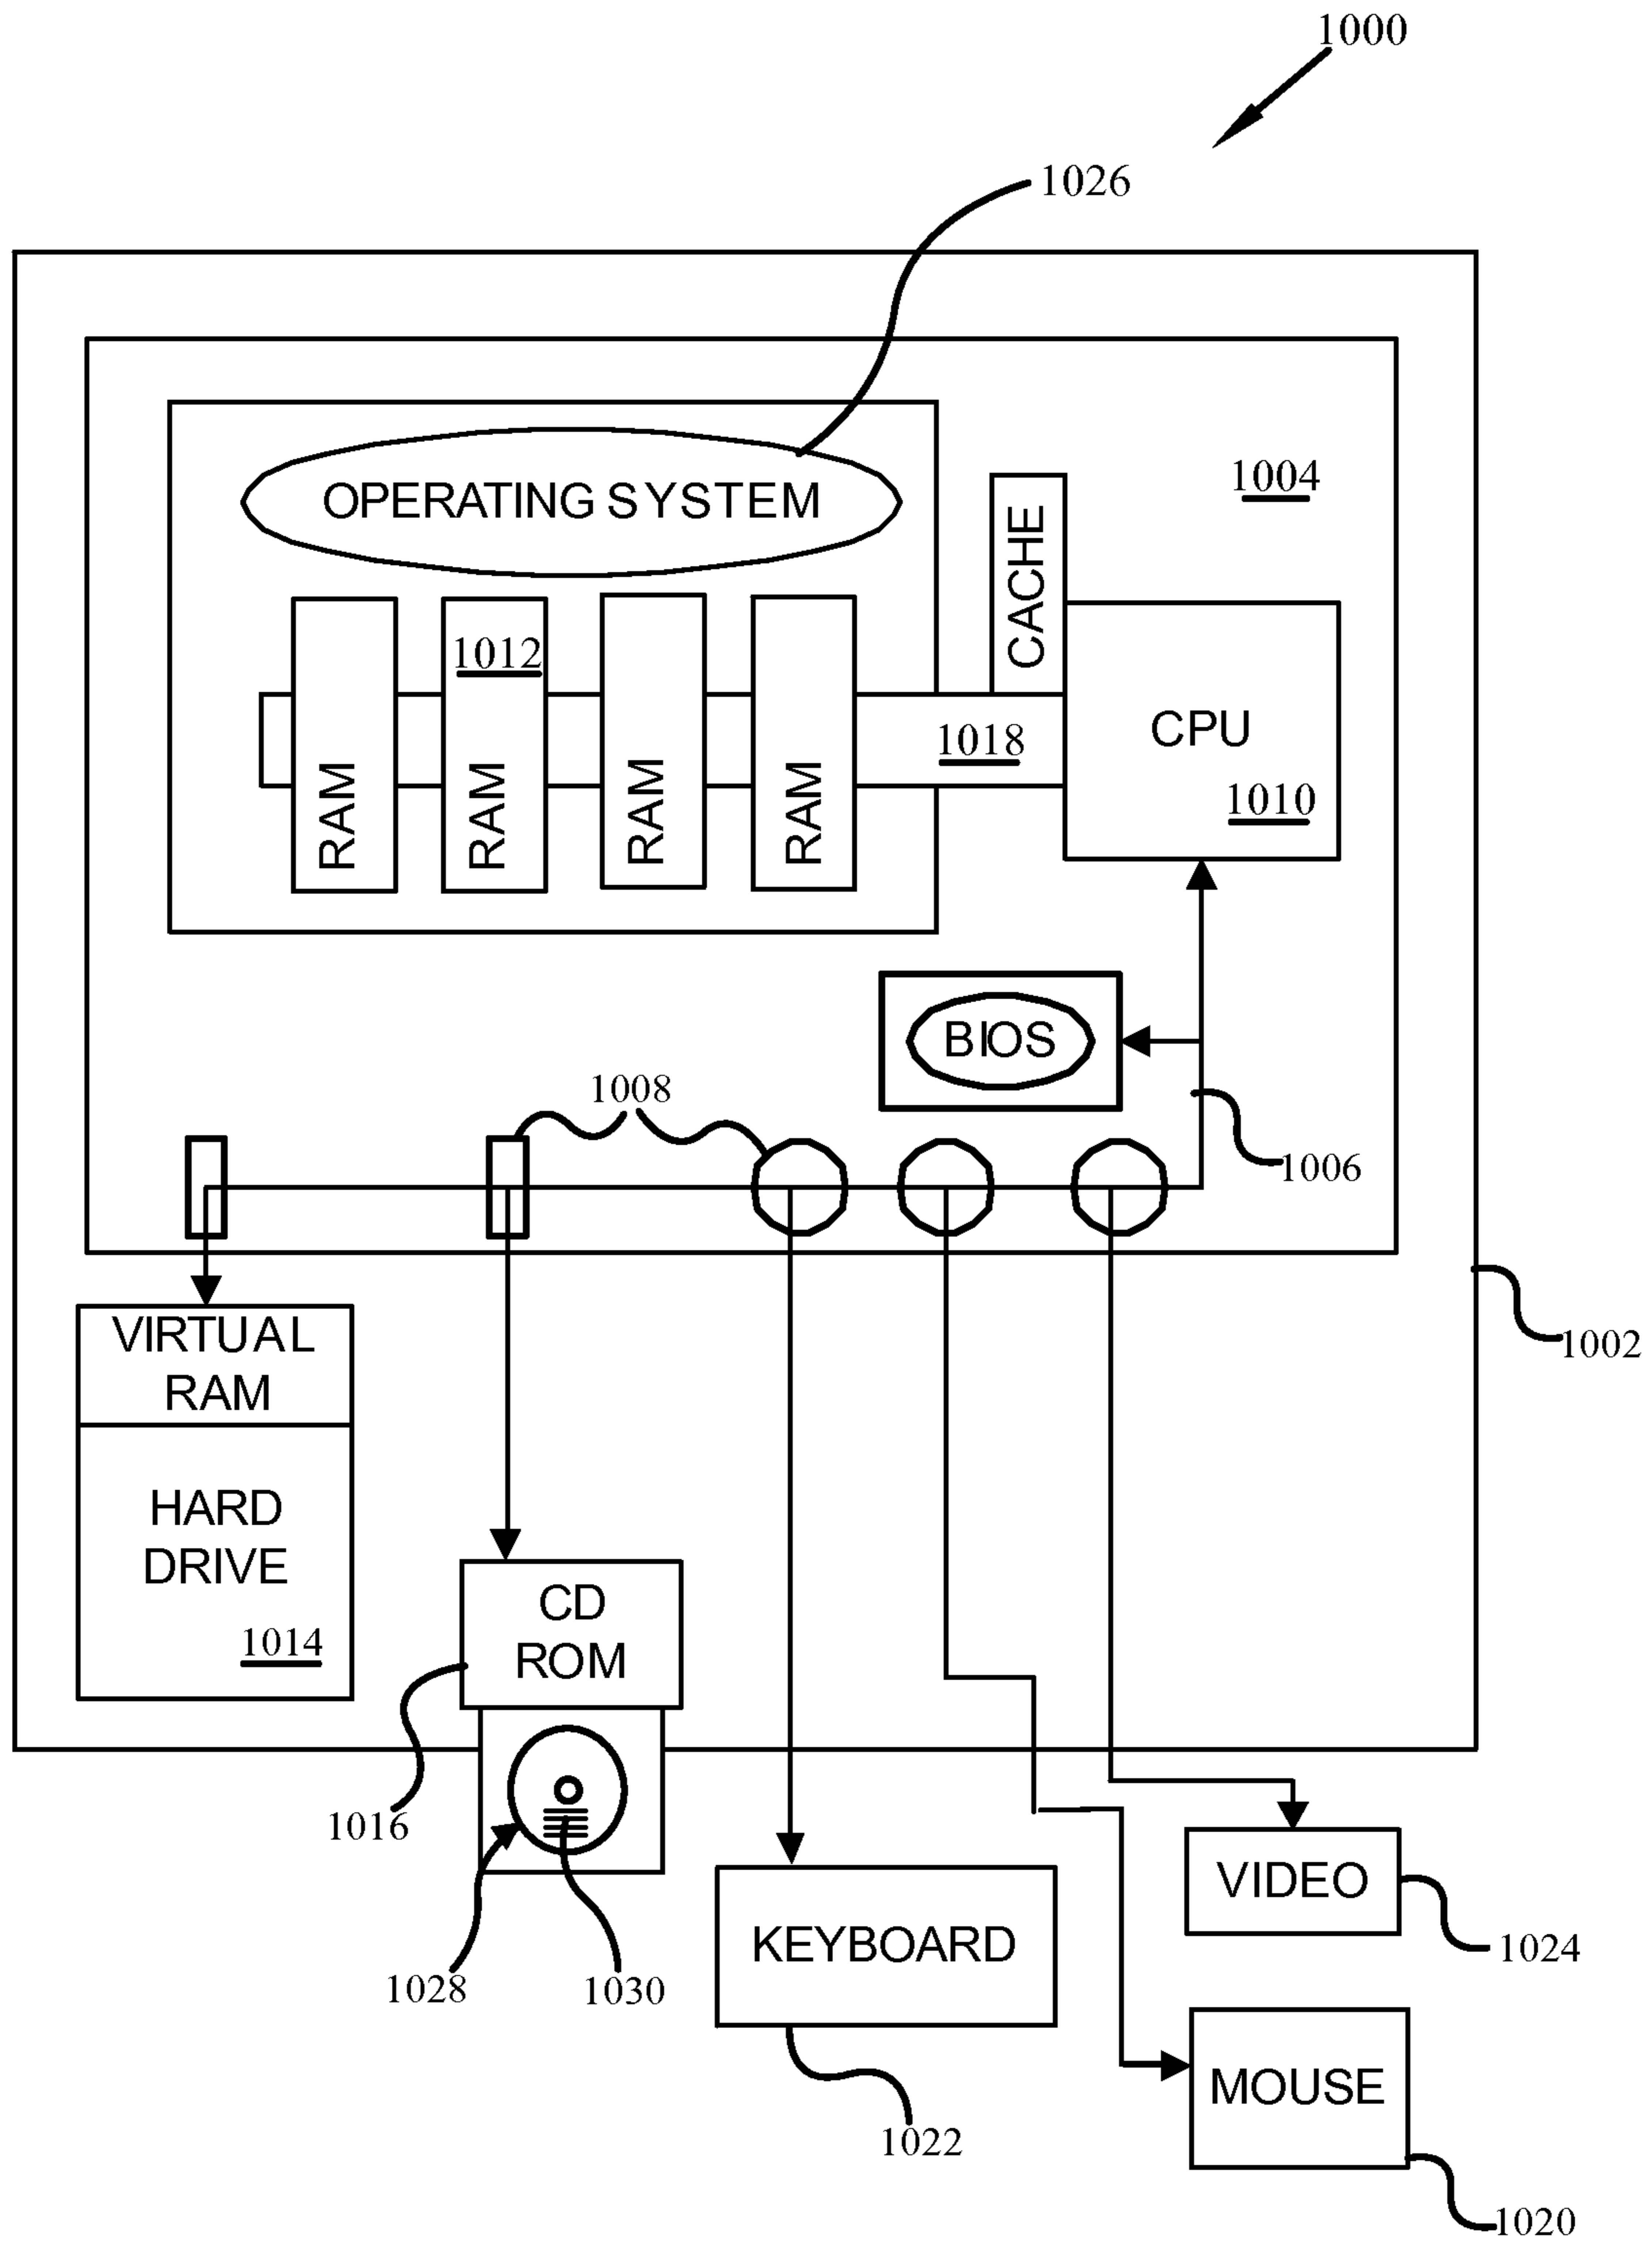 1000
1026
OPERATING SYSTEM
1004
CACHE
1012
RAM
RAM
RAM
RAM
1018
CPU
1010
BIOS
1008
1006
VIRTUAL
RAM
1002
HARD
DRIVE
1014
CD
ROM
1016
VIDEO
1024
KEYBOARD
1028
1030
MOUSE
1022
1020